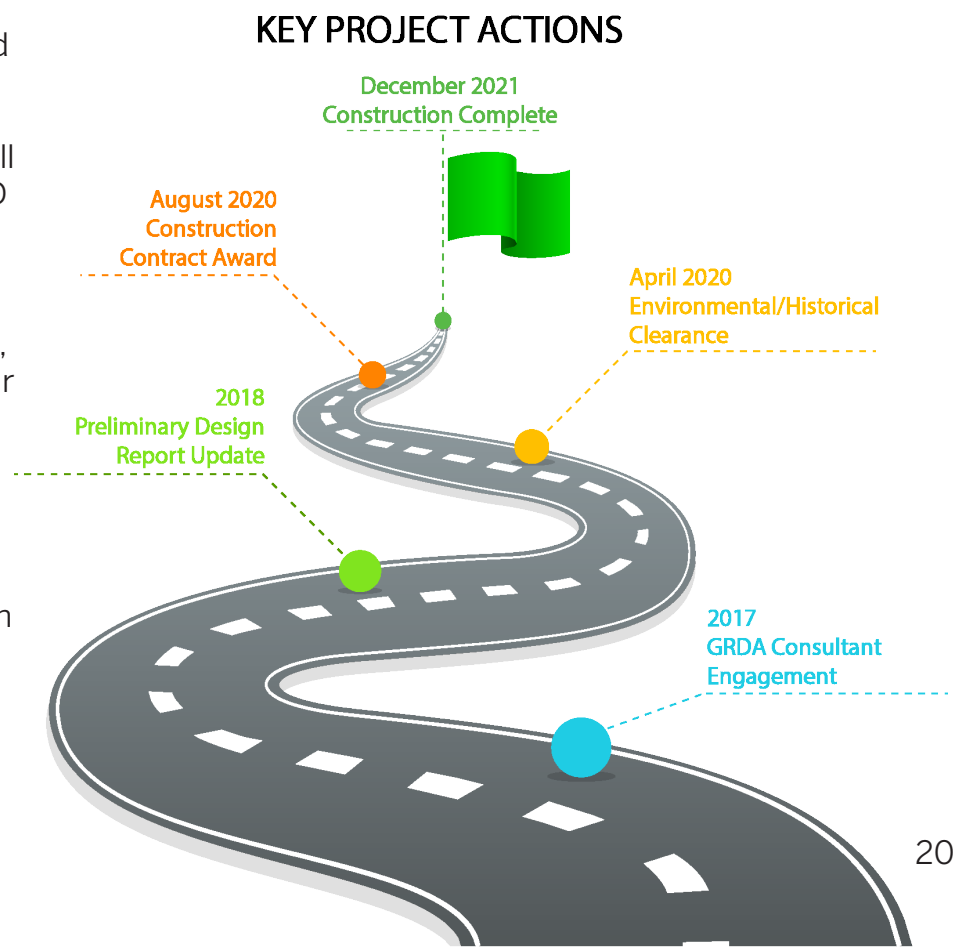 KEY PROJECT ACTIONS
December 2021
Construction Complete
August 2020
Construction
Contract Award
April 2020
Environmental/Historical
Clearance
2018
Preliminary Design
Report Update
2017
GRDA Consultant
Engagement
20